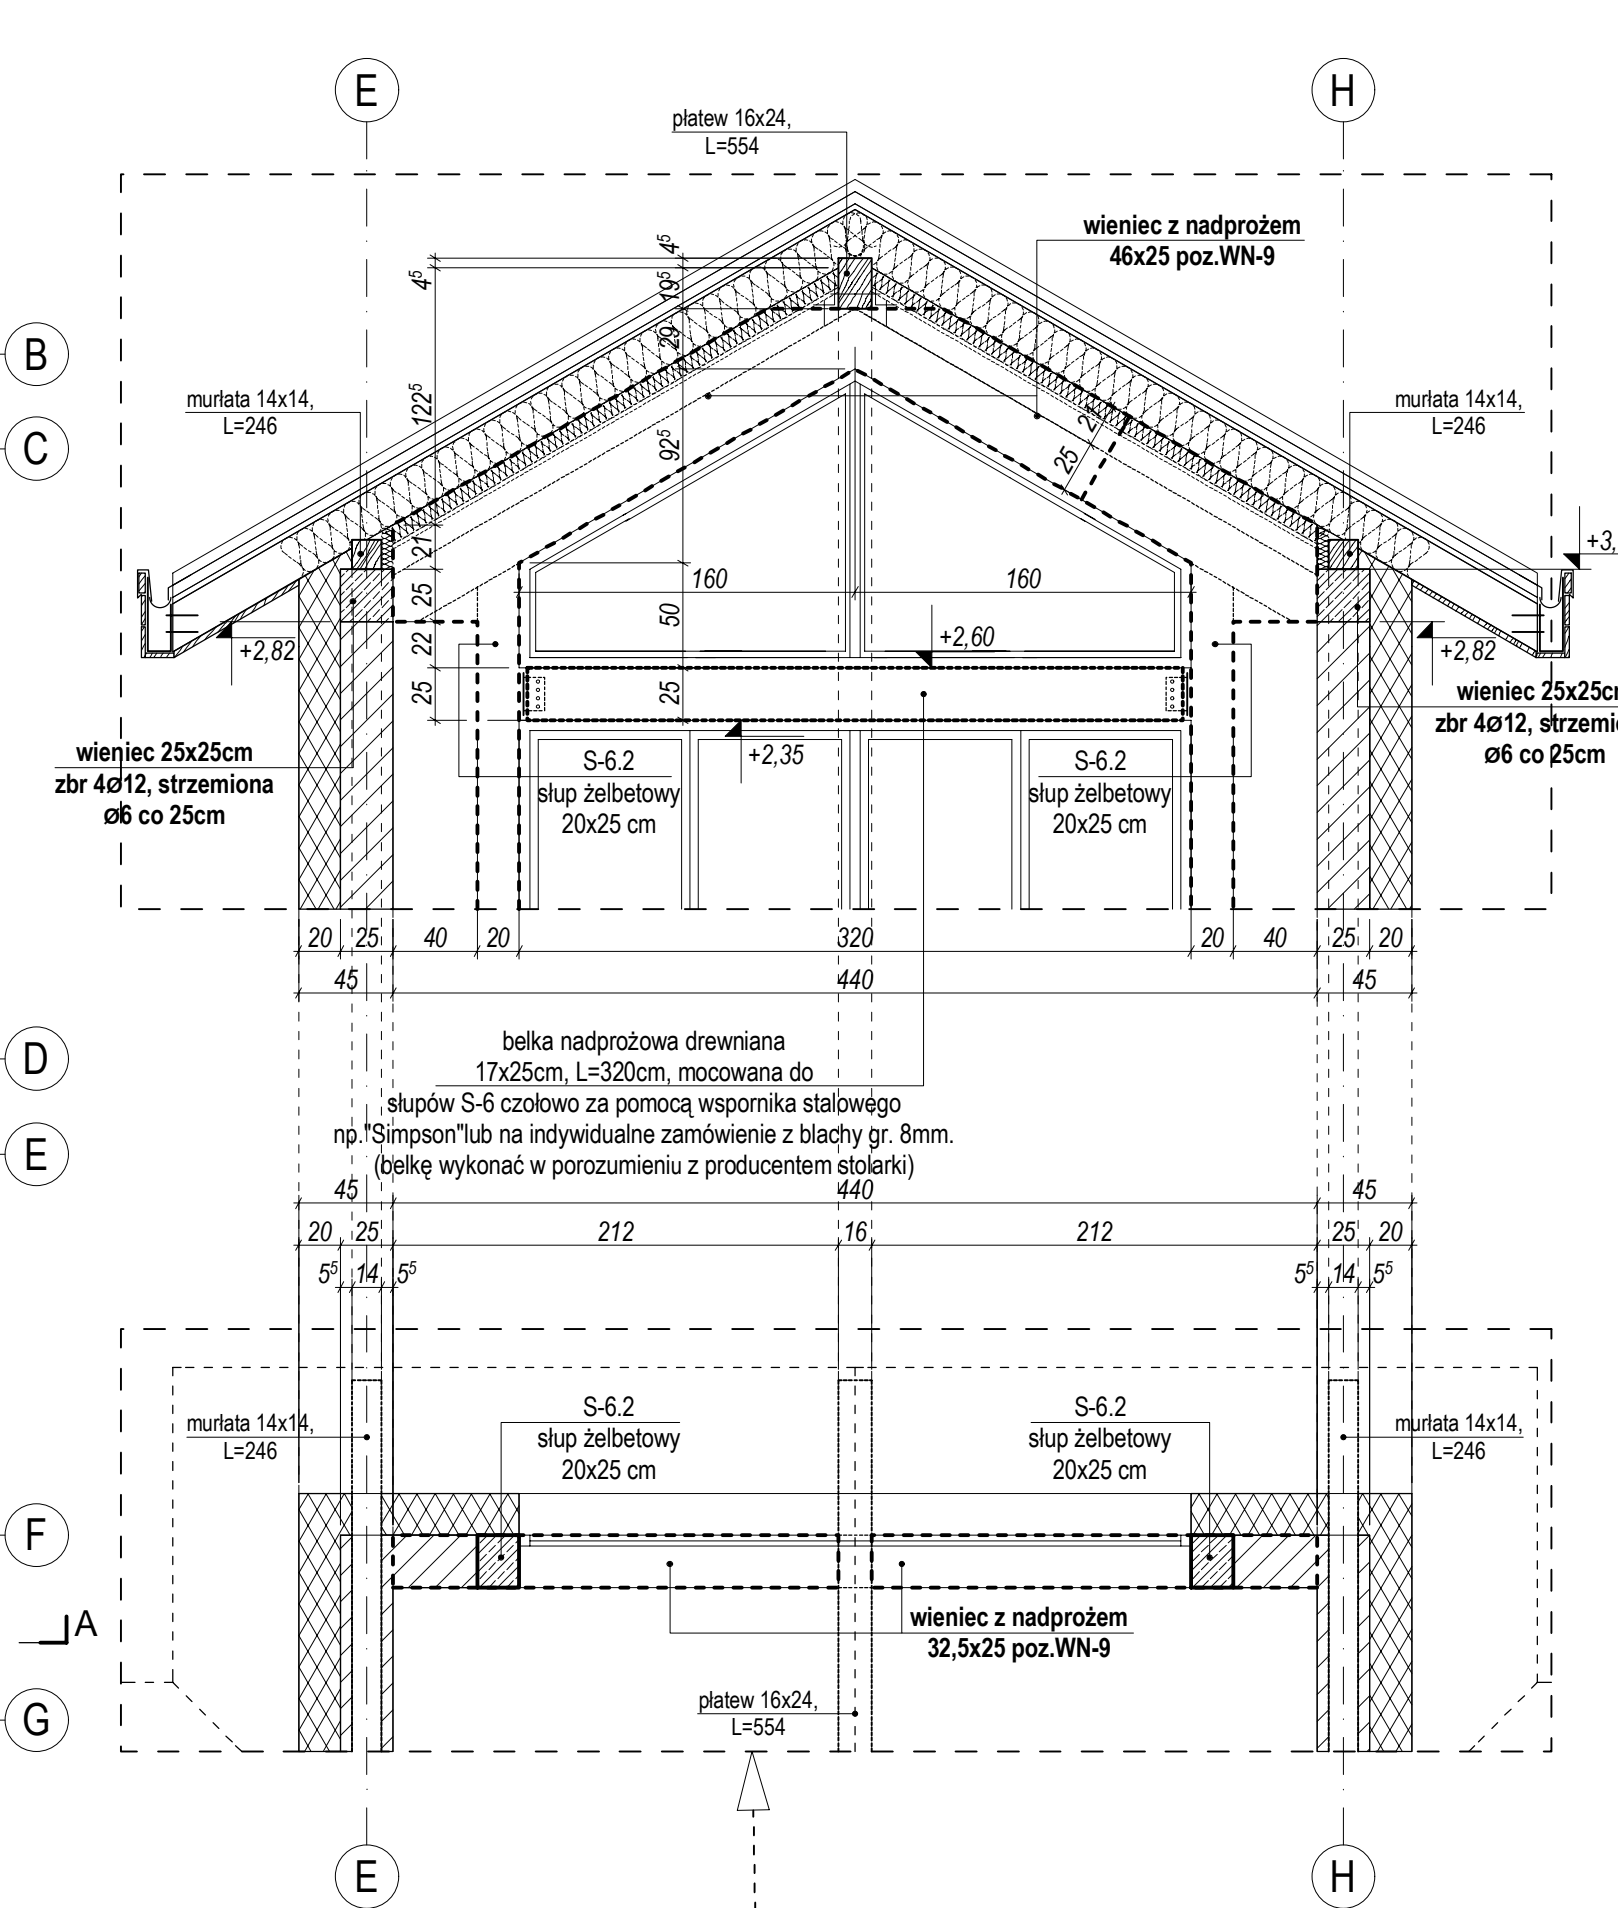 E
H
płatew 16x24,
L=554
wieniec z nadprożem
46x25 poz.WN-9
4⁵
4⁵
19⁵
29
B
122⁵
murłata 14x14,
L=246
murłata 14x14,
L=246
C
92⁵
25
21
+3,
160
160
25
50
22
+2,82
+2,60
+2,82
25
25
wieniec 25x25cm
zbr 4Ø12, strzemiona
Ø6 co 25cm
+2,35
wieniec 25x25c
zbr 4Ø12, strzemi
Ø6 co 25cm
S-6.2
słup żelbetowy
20x25 cm
S-6.2
słup żelbetowy
20x25 cm
20 25 40 20 320 20 40 25 20
45 440 45
belka nadprożowa drewniana
17x25cm, L=320cm, mocowana do
słupów S-6 czołowo za pomocą wspornika stalowego
np."Simpson"lub na indywidualne zamówienie z blachy gr. 8mm.
(belkę wykonać w porozumieniu z producentem stolarki)
D
E
45 440 45
20 25 212 16 212 25 20
5⁵ 14 5⁵ 5⁵ 14 5⁵
murłata 14x14,
L=246
S-6.2
słup żelbetowy
20x25 cm
S-6.2
słup żelbetowy
20x25 cm
murłata 14x14,
L=246
F
wieniec z nadprożem
32,5x25 poz.WN-9
A
płatew 16x24,
L=554
G
E
H